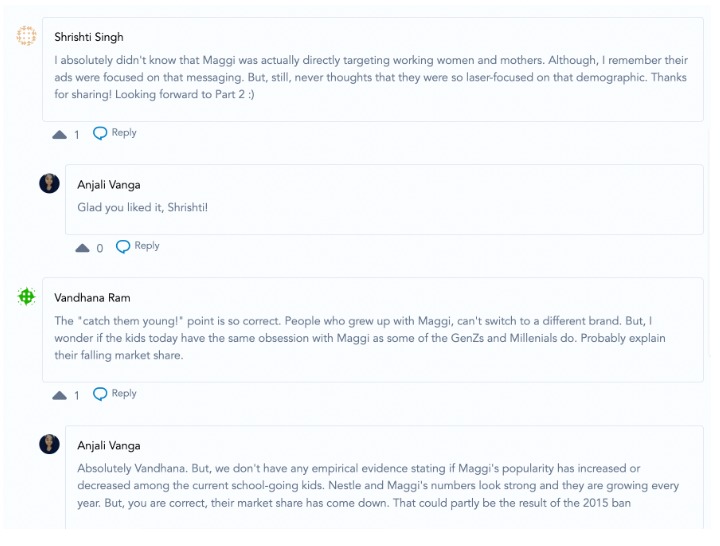 Shrishti Singh
I absolutely didn't know that Maggi was actually directly targeting working women and mothers. Although, I remember their
ads were focused on that messaging. But, still, never thoughts that they were so laser-focused on that demographic. Thanks
for sharing! Looking forward to Part 2 :)
1 Reply
Anjali Vanga
Glad you liked it, Shrishti!
0 Reply
Vandhana Ram
The "catch them young!" point is so correct. People who grew up with Maggi, can't switch to a different brand. But, I
wonder if the kids today have the same obsession with Maggi as some of the GenZs and Millenials do. Probably explain
their falling market share.
1 Reply
Anjali Vanga
Absolutely Vandhana. But, we don't have any empirical evidence stating if Maggi's popularity has increased or
decreased among the current school-going kids. Nestle and Maggi's numbers look strong and they are growing every
year. But, you are correct, their market share has come down. That could partly be the result of the 2015 ban